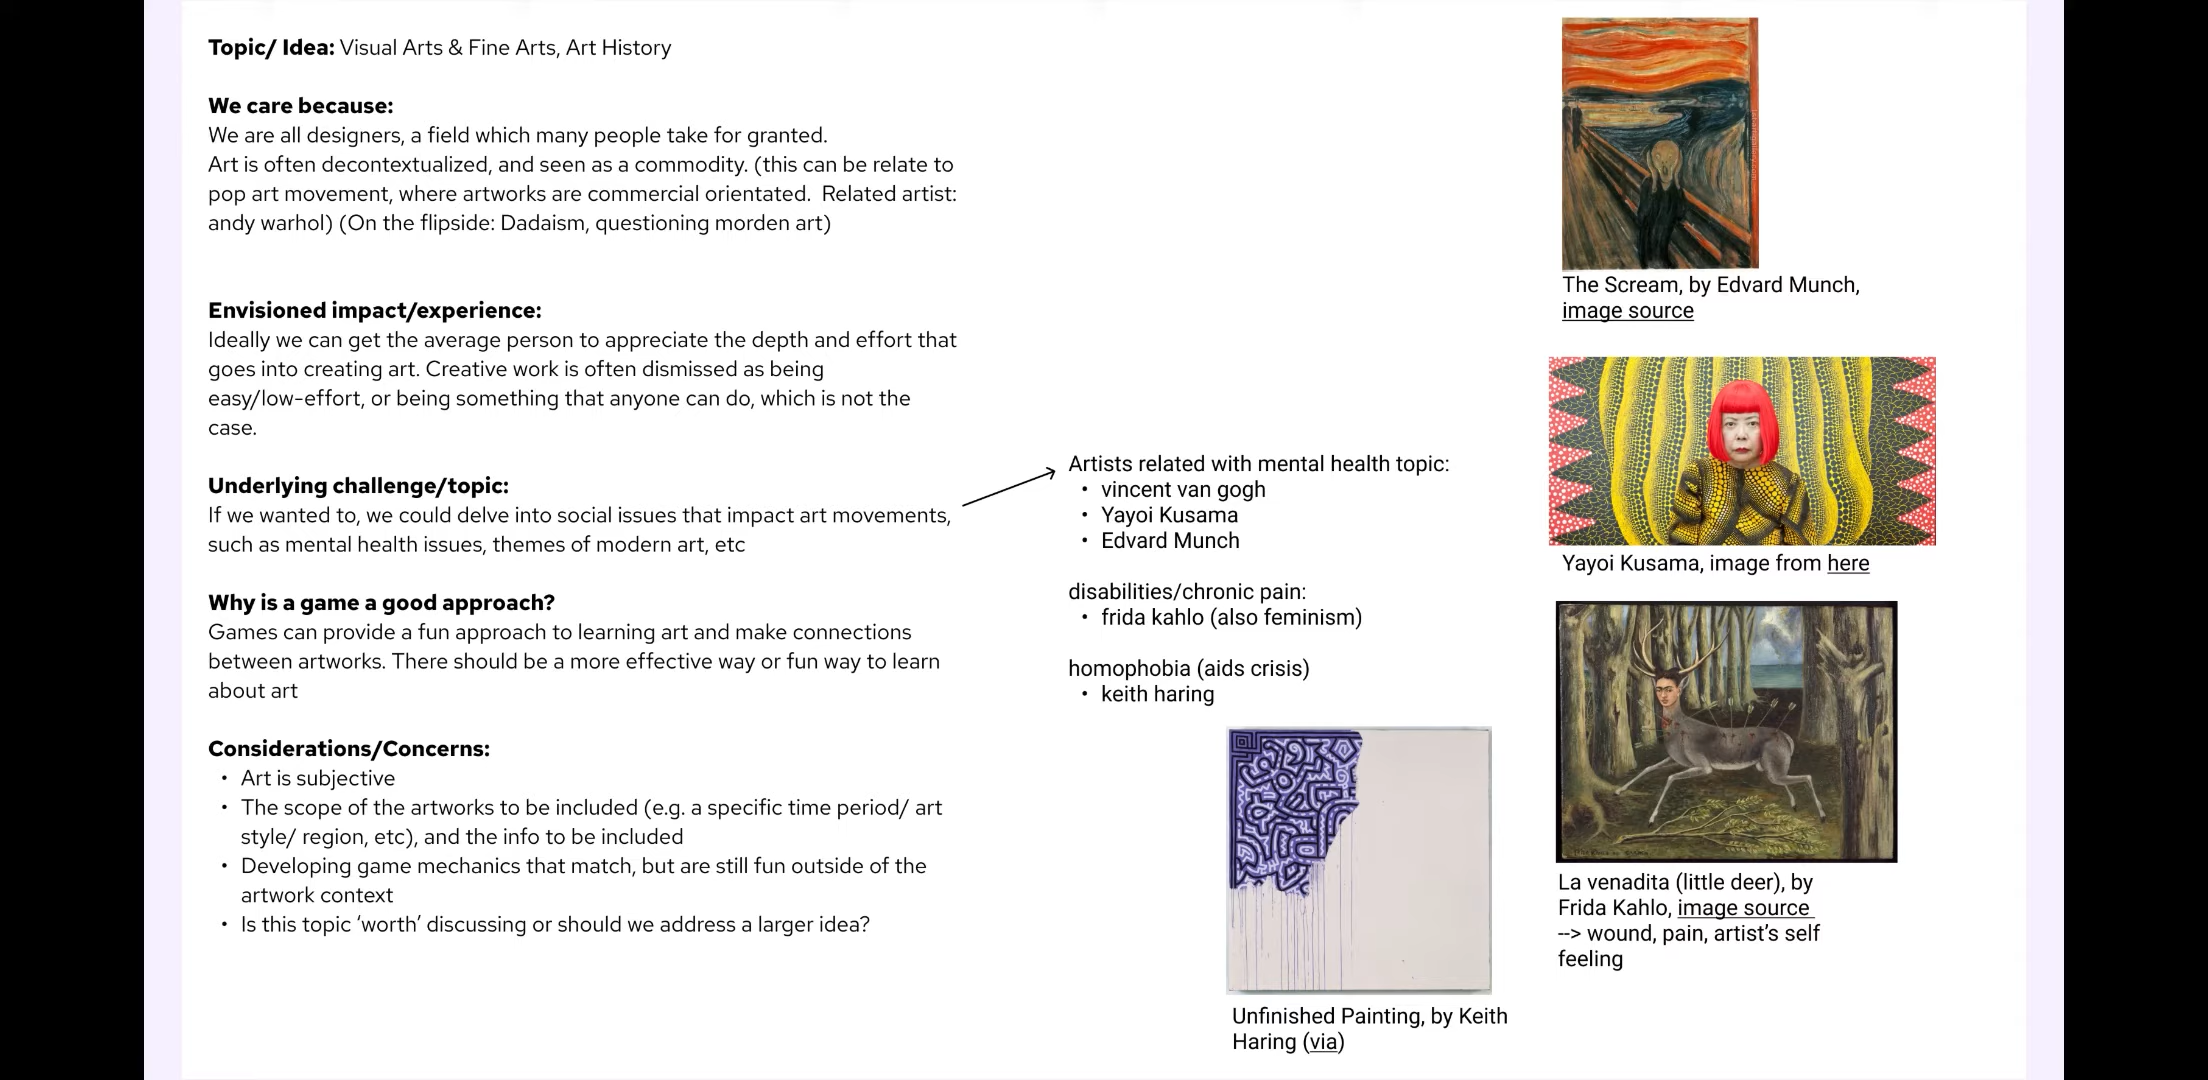 Topic/ Idea: Visual Arts & Fine Arts, Art History
We care because:
We are all designers, a field which many people take for granted.
Art is often decontextualized, and seen as a commodity. (this can be relate to
pop art movement, where artworks are commercial orientated.  Related artist:
andy warhol) (On the flipside: Dadaism, questioning morden art)
Envisioned impact/experience:
Ideally we can get the average person to appreciate the depth and effort that
goes into creating art. Creative work is often dismissed as being
easy/low-effort, or being something that anyone can do, which is not the
case.
Underlying challenge/topic:
If we wanted to, we could delve into social issues that impact art movements,
such as mental health issues, themes of modern art, etc
Why is a game a good approach?
Games can provide a fun approach to learning art and make connections
between artworks. There should be a more effective way or fun way to learn
about art
Considerations/Concerns:
• Art is subjective
• The scope of the artworks to be included (e.g. a specific time period/ art
style/ region, etc), and the info to be included
• Developing game mechanics that match, but are still fun outside of the
artwork context
• Is this topic ‘worth’ discussing or should we address a larger idea?
Artists related with mental health topic:
• vincent van gogh
• Yayoi Kusama
• Edvard Munch
disabilities/chronic pain:
• frida kahlo (also feminism)
homophobia (aids crisis)
• keith haring
Unfinished Painting, by Keith
Haring (via)
The Scream, by Edvard Munch,
image source
Yayoi Kusama, image from here
La venadita (little deer), by
Frida Kahlo, image source
--> wound, pain, artist’s self
feeling